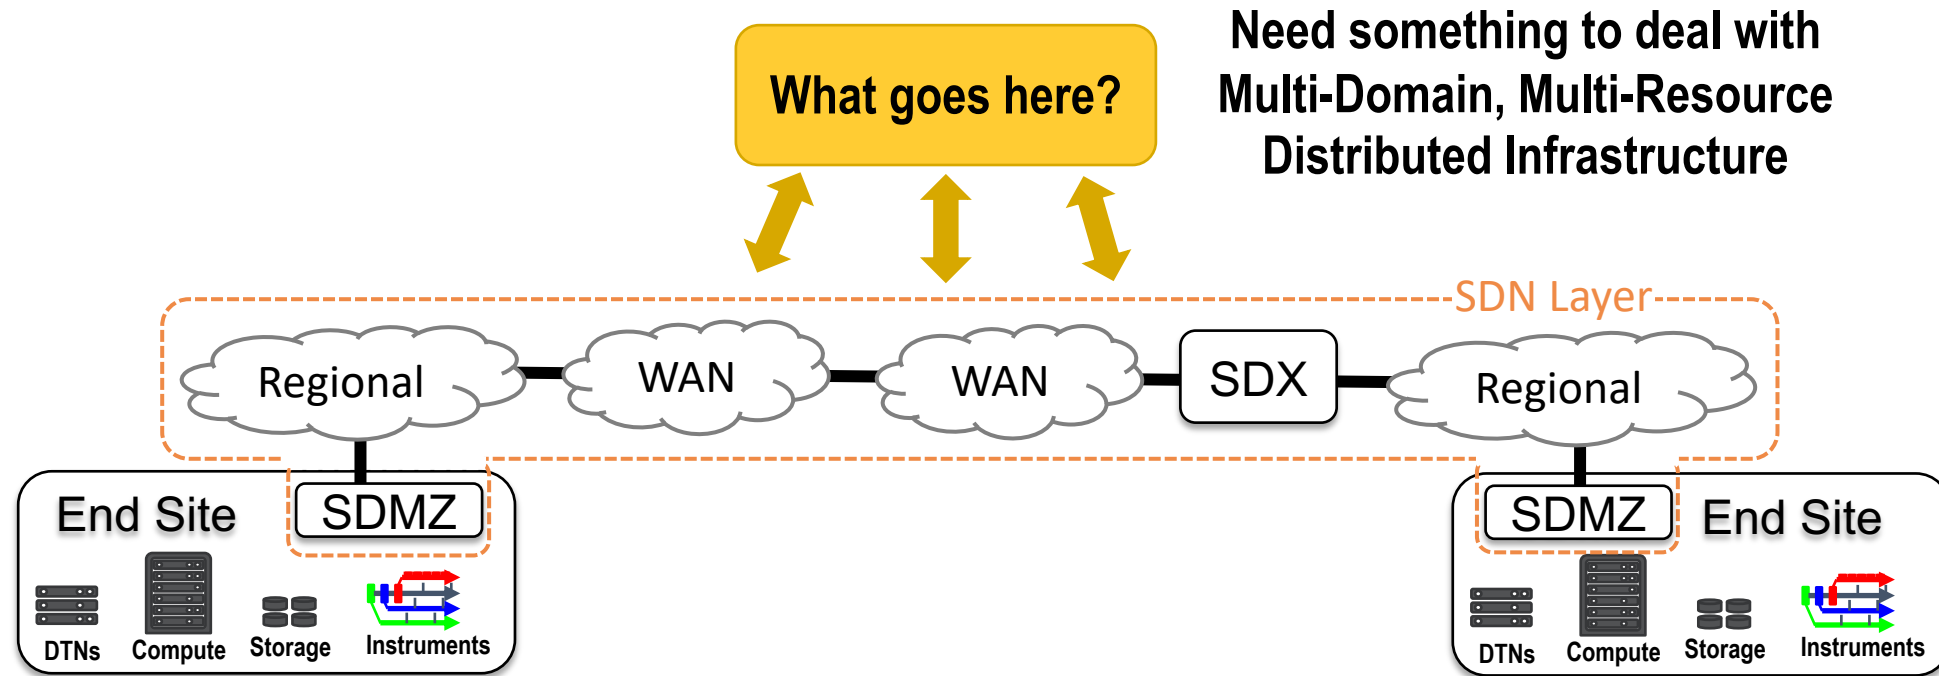 What goes here?
Need something to deal with
Multi-Domain, Multi-Resource
Distributed Infrastructure
SDN Layer
Regional
WAN
WAN
SDX
Regional
End Site
SDMZ
DTNs
Compute
Storage
Instruments
SDMZ
End Site
DTNs
Compute
Storage
Instruments